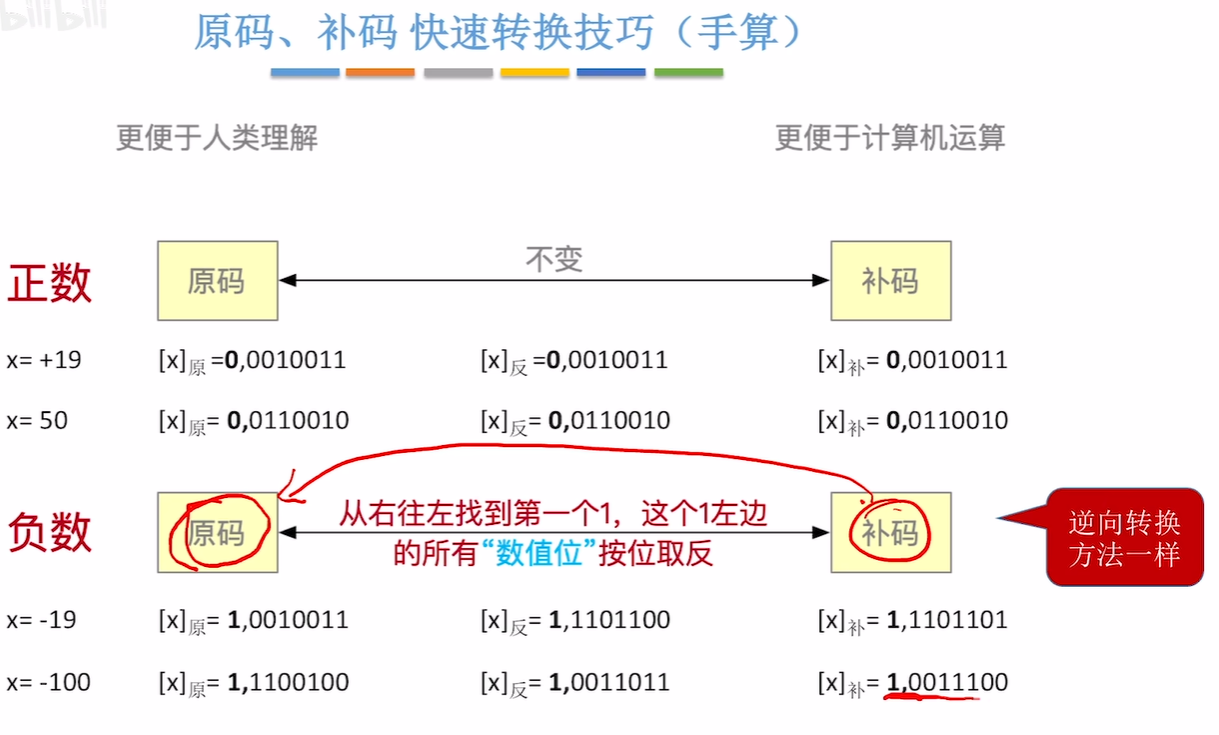 bilibili
原码、补码 快速转换技巧（手算）
更便于人类理解
更便于计算机运算
正数
原码
不变
补码
x= +19
[x]原 =0,0010011
[x]反 =0,0010011
[x]补= 0,0010011
x= 50
[x]原= 0,0110010
[x]反= 0,0110010
[x]补= 0,0110010
负数
原码
从右往左找到第一个1，这个1左边
的所有“数值位”按位取反
补码
逆向转换
方法一样
x= -19
[x]原= 1,0010011
[x]反= 1,1101100
[x]补= 1,1101101
x= -100
[x]原= 1,1100100
[x]反= 1,0011011
[x]补= 1,0011100